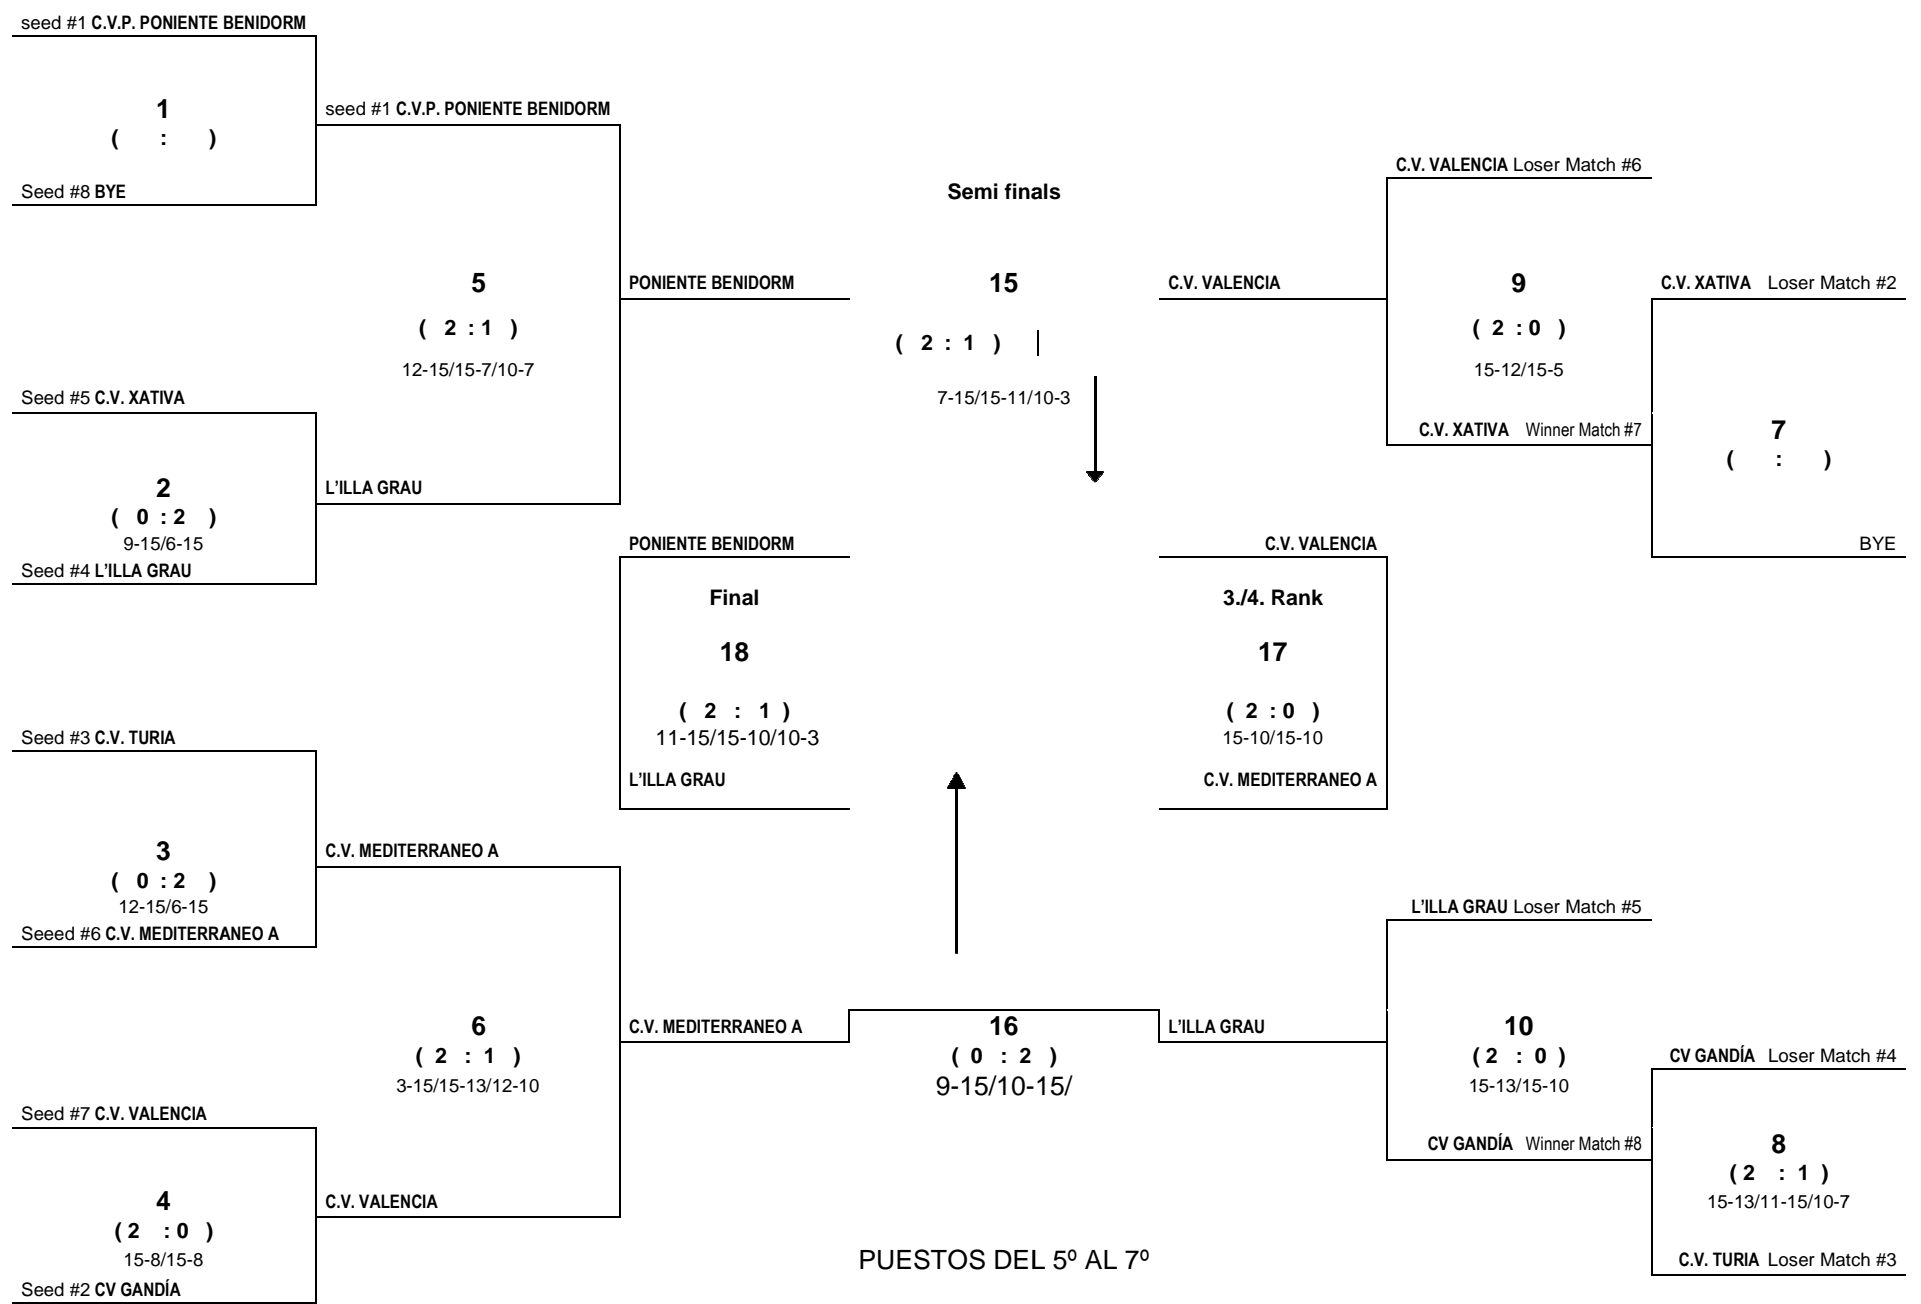 seed #1 C.V.P. PONIENTE BENIDORM
1
( : )
Seed #8 BYE
seed #1 C.V.P. PONIENTE BENIDORM
5
( 2 : 1 )
12-15/15-7/10-7
Seed #5 C.V. XATIVA
2
( 0 : 2 )
9-15/6-15
Seed #4 L'ILLA GRAU
L'ILLA GRAU
PONIENTE BENIDORM
Semi finals
15
( 2 : 1 )
7-15/15-11/10-3
C.V. VALENCIA
C.V. VALENCIA Loser Match #6
9
( 2 : 0 )
15-12/15-5
C.V. XATIVA Winner Match #7
C.V. XATIVA Loser Match #2
7
( : )
BYE
PONIENTE BENIDORM
Final
18
( 2 : 1 )
11-15/15-10/10-3
L'ILLA GRAU
C.V. VALENCIA
3./4. Rank
17
( 2 : 0 )
15-10/15-10
C.V. MEDITERRANEO A
Seed #3 C.V. TURIA
3
( 0 : 2 )
12-15/6-15
Seeed #6 C.V. MEDITERRANEO A
C.V. MEDITERRANEO A
6
( 2 : 1 )
3-15/15-13/12-10
Seed #7 C.V. VALENCIA
4
( 2 : 0 )
15-8/15-8
Seed #2 CV GANDÍA
C.V. VALENCIA
C.V. MEDITERRANEO A
16
( 0 : 2 )
9-15/10-15/
L'ILLA GRAU
L'ILLA GRAU Loser Match #5
10
( 2 : 0 )
15-13/15-10
CV GANDÍA Winner Match #8
CV GANDÍA Loser Match #4
8
( 2 : 1 )
15-13/11-15/10-7
C.V. TURIA Loser Match #3
PUESTOS DEL 5º AL 7º